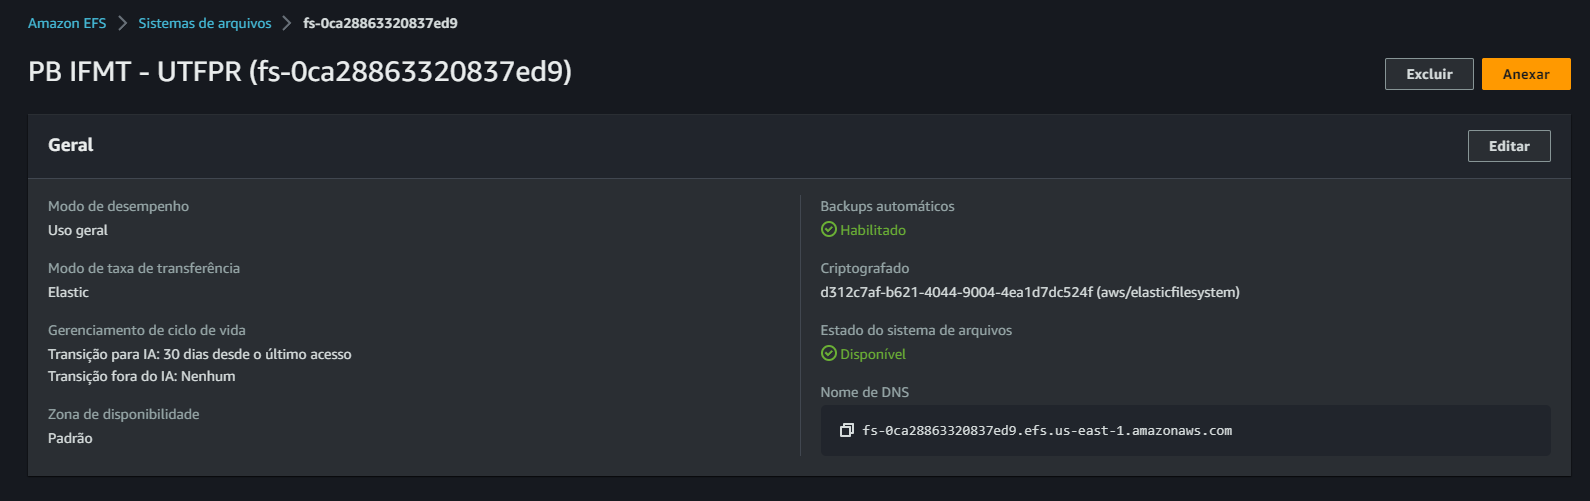 Amazon EFS > Sistemas de arquivos > fs-0ca28863320837ed9
PB IFMT - UTFPR (fs-0ca28863320837ed9)
Excluir
Anexar
Geral
Editar
Modo de desempenho
Uso geral
Modo de taxa de transferência
Elastic
Gerenciamento de ciclo de vida
Transição para IA: 30 dias desde o último acesso
Transição fora do IA: Nenhum
Zona de disponibilidade
Padrão
Backups automáticos
Habilitado
Criptografado
d312c7af-b621-4044-9004-4ea1d7dc524f (aws/elasticfilesystem)
Estado do sistema de arquivos
Disponível
Nome de DNS
fs-0ca28863320837ed9.efs.us-east-1.amazonaws.com